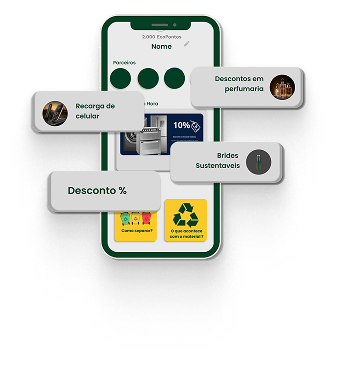 2.000 EcoPontos
Nome
Parceiros
Descontos em
perfumaria
Recarga de
celular
Hora
10%
Brides
Sustentaveis
Desconto %
Como separar?
O que acontece
com o material?